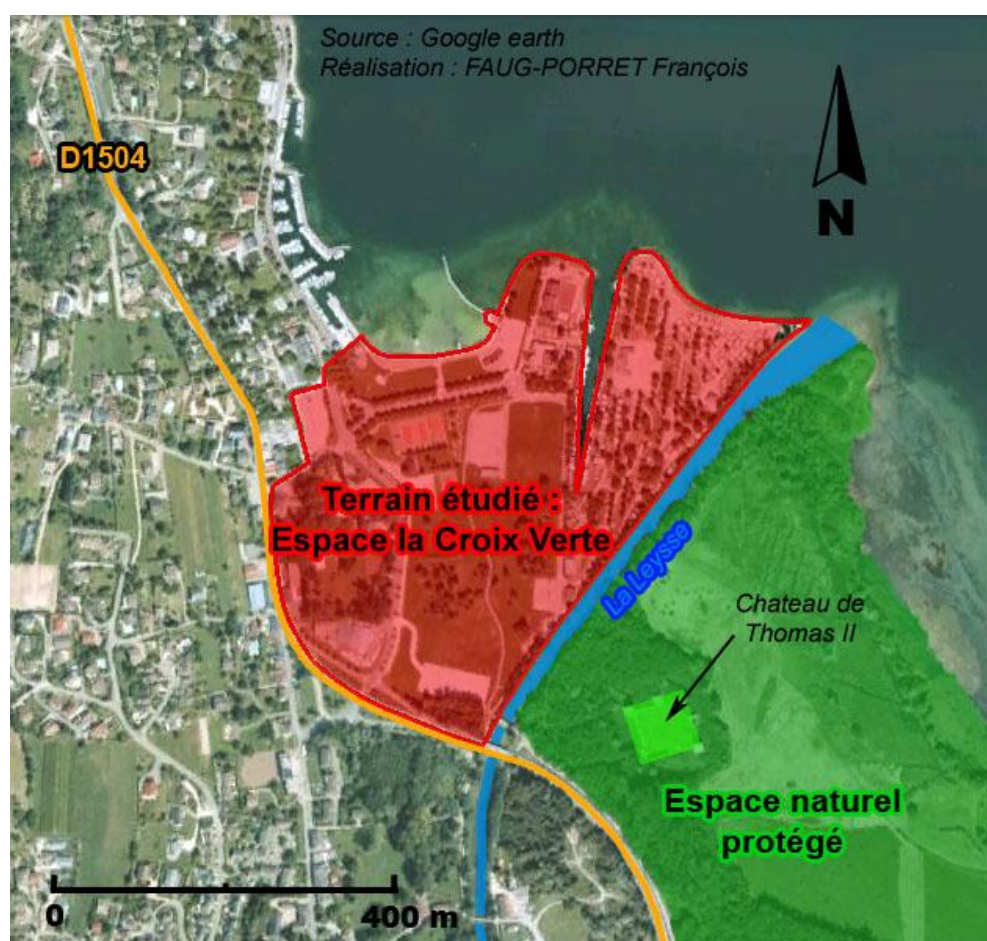 Source : Google earth
Réalisation : FAUG-PORRET François
D1504
N
Terrain étudié :
Espace la Croix Verte
La Leysse
Chateau de
Thomas II
Espace naturel
protégé
0
400 m